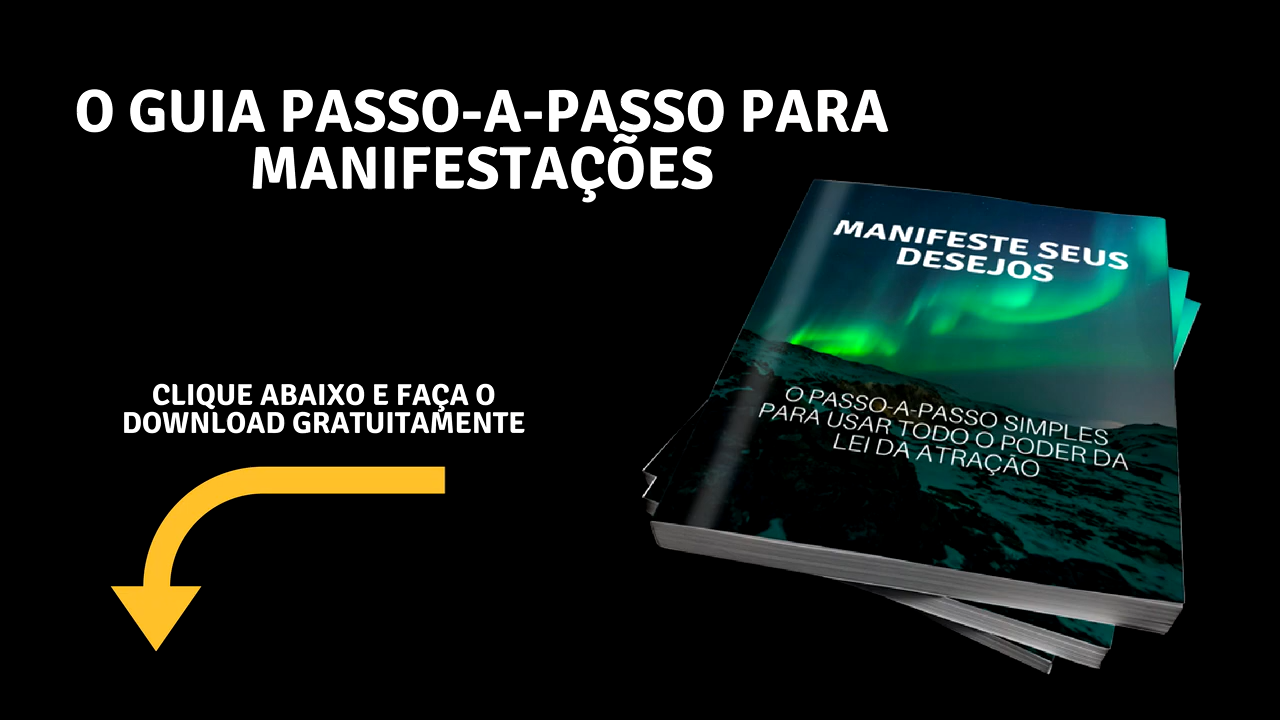 O GUIA PASSO-A-PASSO PARA
MANIFESTAÇÕES
MANIFESTE SEUS
DESEJOS
O PASSO-A-PASSO SIMPLES
PARA USAR TODO O PODER DA
LEI DA ATRAÇÃO
CLIQUE ABAIXO E FAÇA O
DOWNLOAD GRATUITAMENTE